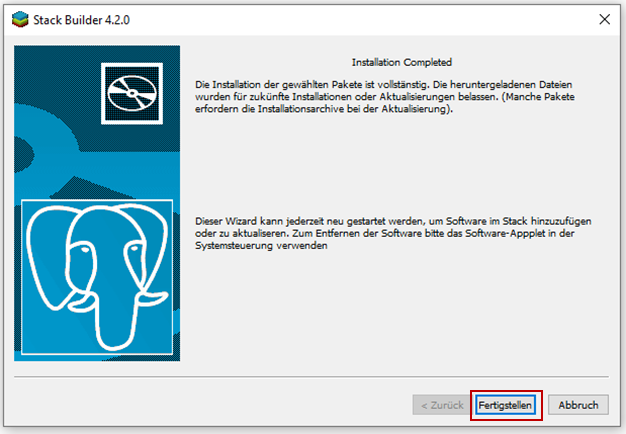 Stack Builder 4.2.0
Installation Completed
Die Installation der gewählten Pakete ist vollständig. Die heruntergeladenen Dateien
wurden für zukünfte Installationen oder Aktualisierungen belassen. (Manche Pakete
erfordern die Installationsarchive bei der Aktualisierung).
Dieser Wizard kann jederzeit neu gestartet werden, um Software im Stack hinzuzufügen
oder zu aktualiseren. Zum Entfernen der Software bitte das Software-Appplet in der
Systemsteuerung verwenden
< Zurück
Fertigstellen
Abbruch